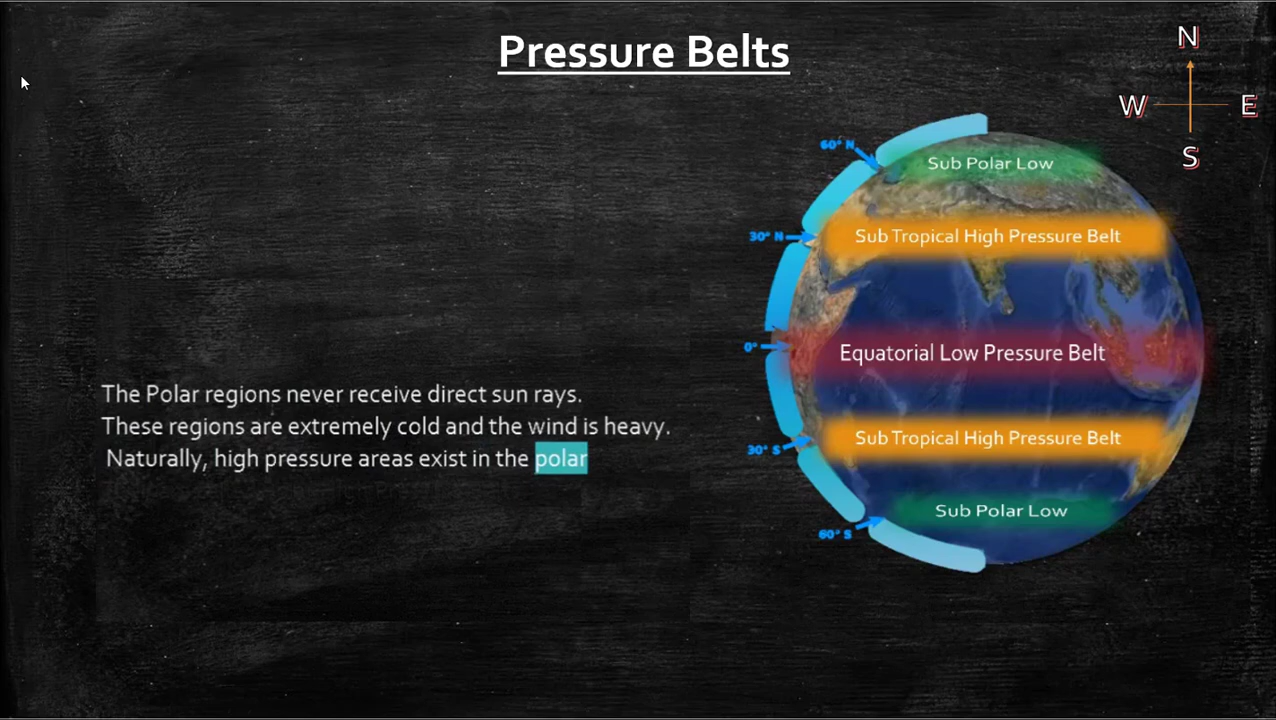 Pressure Belts
N
W E
S
60° N
Sub Polar Low
30° N
Sub Tropical High Pressure Belt
0°
Equatorial Low Pressure Belt
The Polar regions never receive direct sun rays.
These regions are extremely cold and the wind is heavy.
Naturally, high pressure areas exist in the polar
30° S
Sub Tropical High Pressure Belt
Sub Polar Low
60° S